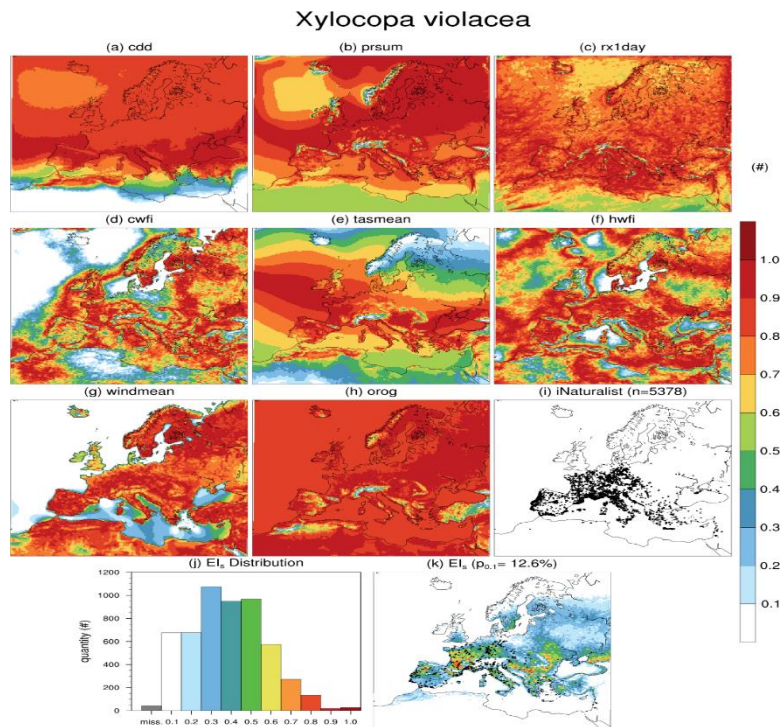 Xylocopa violacea
(a) cdd
(b) prsum
(c) rx1day
(#)
(d) cwfi
(e) tasmean
(f) hwfi
(g) windmean
(h) orog
(i) iNaturalist (n=5378)
1.0
0.9
0.8
0.7
0.6
0.5
0.4
0.3
0.2
0.1
(j) EIₛ Distribution
(k) EIₛ (p₀.₁= 12.6%)
quantity (#)
1200
1000
800
600
400
200
0
miss. 0.1 0.2 0.3 0.4 0.5 0.6 0.7 0.8 0.9 1.0